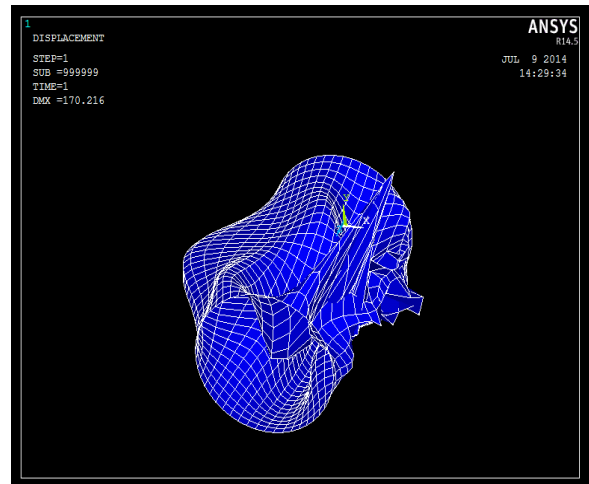 1
DISPLACEMENT
STEP=1
SUB =999999
TIME=1
DMX =170.216
ANSYS
R14.5
JUL 9 2014
14:29:34
Y
X